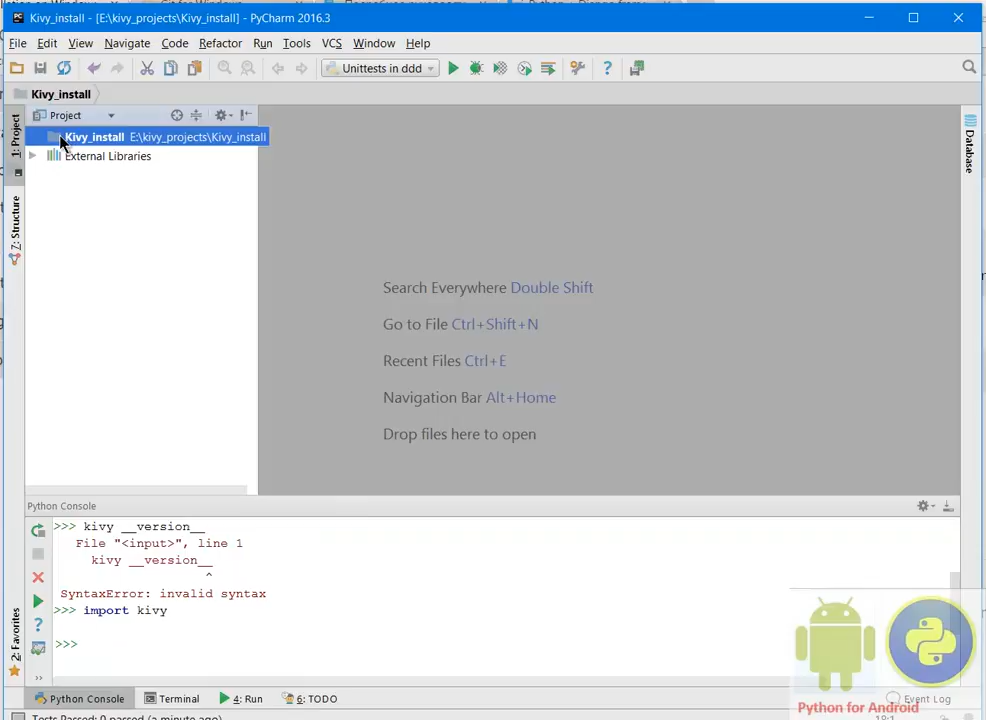 Kivy_install - [E:\kivy_projects\Kivy_install] - PyCharm 2016.3
File Edit View Navigate Code Refactor Run Tools VCS Window Help
Unittests in ddd
Kivy_install
1: Project
Project
Kivy_install E:\kivy_projects\Kivy_install
External Libraries
Database
7: Structure
Search Everywhere Double Shift
Go to File Ctrl+Shift+N
Recent Files Ctrl+E
Navigation Bar Alt+Home
Drop files here to open
Python Console
>>> kivy __version__
File "<input>", line 1
kivy __version__
^
SyntaxError: invalid syntax
>>> import kivy
>>>
2: Favorites
Python Console Terminal 4: Run 6: TODO Event Log
Python for Android
Tests Passed: 0 passed (a minute ago)
18:1